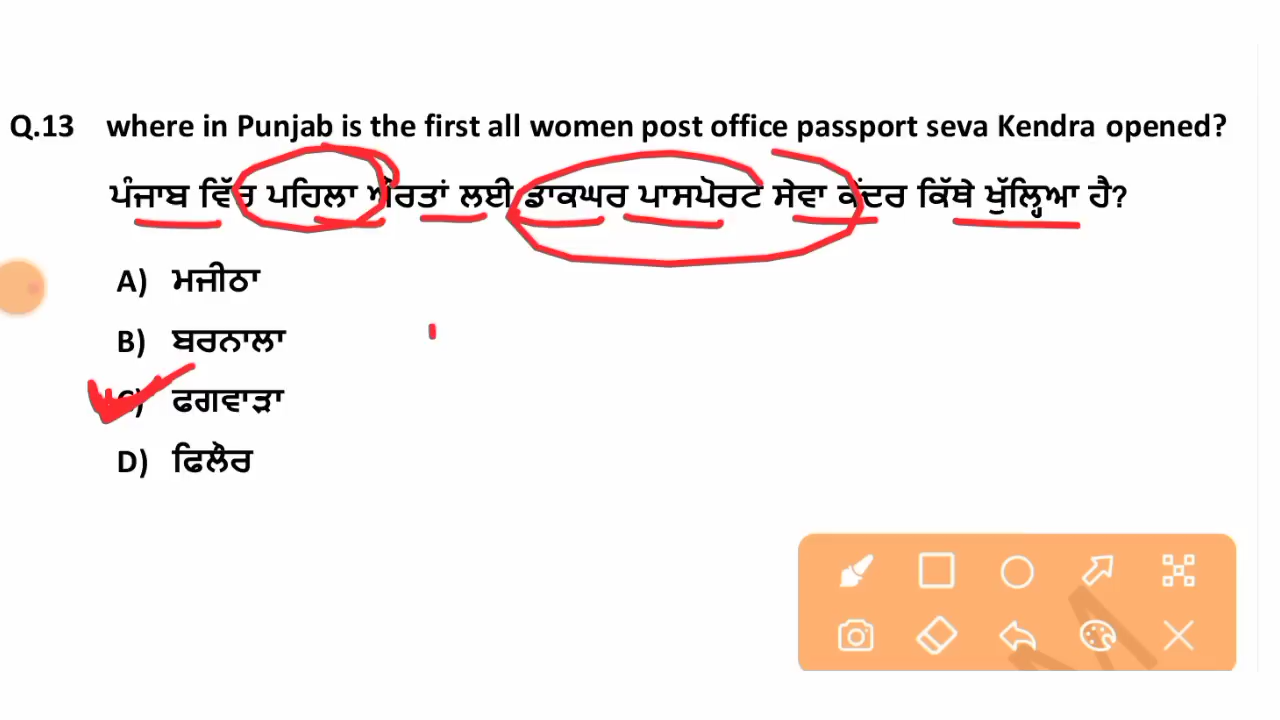 Q.13 where in Punjab is the first all women post office passport seva Kendra opened?
ਪੰਜਾਬ ਵਿੱਚ ਪਹਿਲਾ ਔਰਤਾਂ ਲਈ ਡਾਕਘਰ ਪਾਸਪੋਰਟ ਸੇਵਾ ਕੇਂਦਰ ਕਿੱਥੇ ਖੁੱਲ੍ਹਿਆ ਹੈ?
A) ਮਜੀਠਾ
B) ਬਰਨਾਲਾ
C) ਫਗਵਾੜਾ
D) ਫਿਲੌਰ